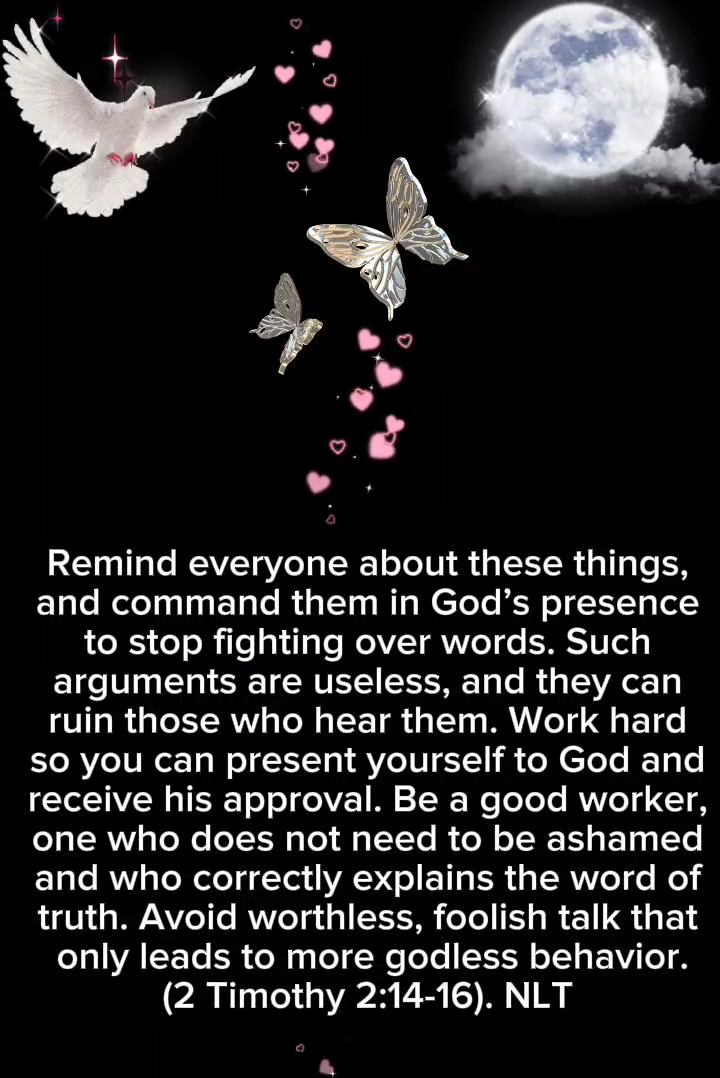 Remind everyone about these things,
and command them in God’s presence
to stop fighting over words. Such
arguments are useless, and they can
ruin those who hear them. Work hard
so you can present yourself to God and
receive his approval. Be a good worker,
one who does not need to be ashamed
and who correctly explains the word of
truth. Avoid worthless, foolish talk that
only leads to more godless behavior.
(2 Timothy 2:14-16). NLT